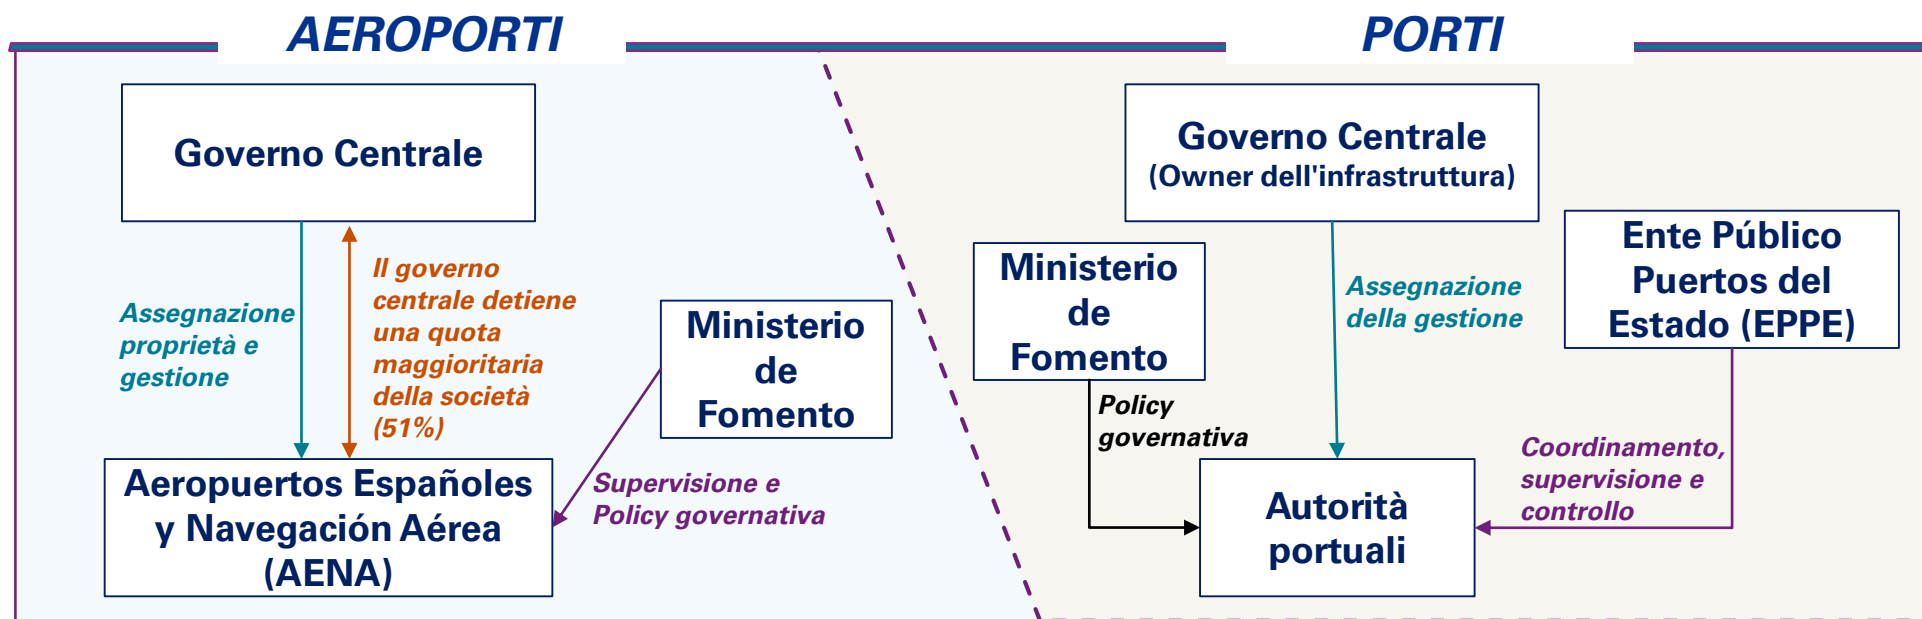 AEROPORTI
Governo Centrale
Assegnazione
proprietà e
gestione
Il governo
centrale detiene
una quota
maggioritaria
della società
(51%)
Ministerio
de
Fomento
Supervisione e
Policy governativa
Aeropuertos Españoles
y Navegación Aérea
(AENA)
PORTI
Governo Centrale
(Owner dell'infrastruttura)
Ministerio
de
Fomento
Assegnazione
della gestione
Ente Público
Puertos del
Estado (EPPE)
Policy
governativa
Coordinamento,
supervisione e
controllo
Autorità
portuali